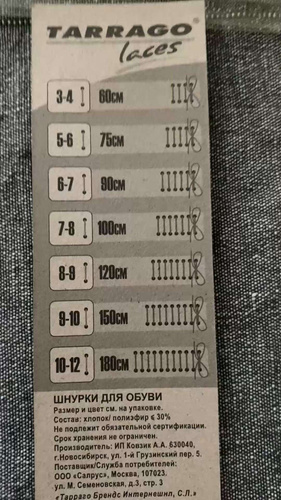 TARRAGO
laces
3-4 60см
5-6 75см
6-7 90см
7-8 100см
8-9 120см
9-10 150см
10-12 180см
ШНУРКИ ДЛЯ ОБУВИ
Размер и цвет см. на упаковке.
Состав: хлопок/ полиэфир ≤ 30%
Не подлежит обязательной сертификации.
Срок хранения не ограничен.
Производитель: ИП Ковзик А.А. 630040,
г.Новосибирск, ул. 1-й Грузинский пер. 5.
Поставщик/Служба потребителей:
ООО «Салрус», Москва, 107023.
ул. М. Семеновская, д.3, стр. 3
«Тарраго Брендс Интернешнл, С.Л.»